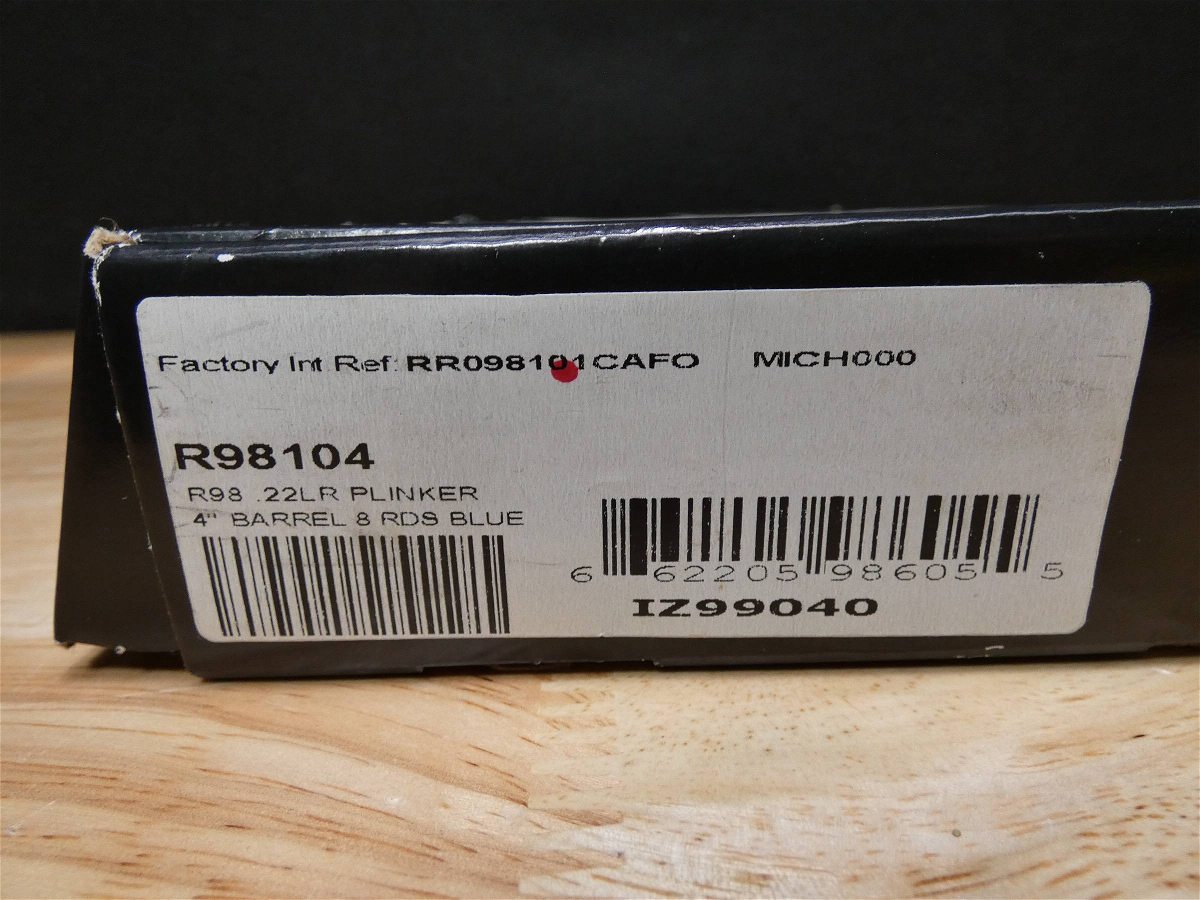 Factory Int Ref: RR098101CAFO MICH000
R98104
R98 .22LR PLINKER
4" BARREL 8 RDS BLUE
6 62205 98605 5
IZ99040